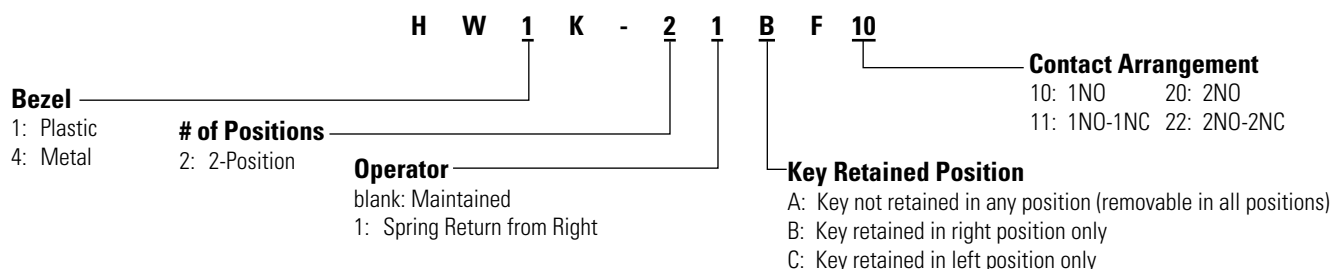 H W 1 K - 2 1 B F 10
Bezel
1: Plastic
4: Metal
# of Positions
2: 2-Position
Operator
blank: Maintained
1: Spring Return from Right
Contact Arrangement
10: 1NO 20: 2NO
11: 1NO-1NC 22: 2NO-2NC
Key Retained Position
A: Key not retained in any position (removable in all positions)
B: Key retained in right position only
C: Key retained in left position only